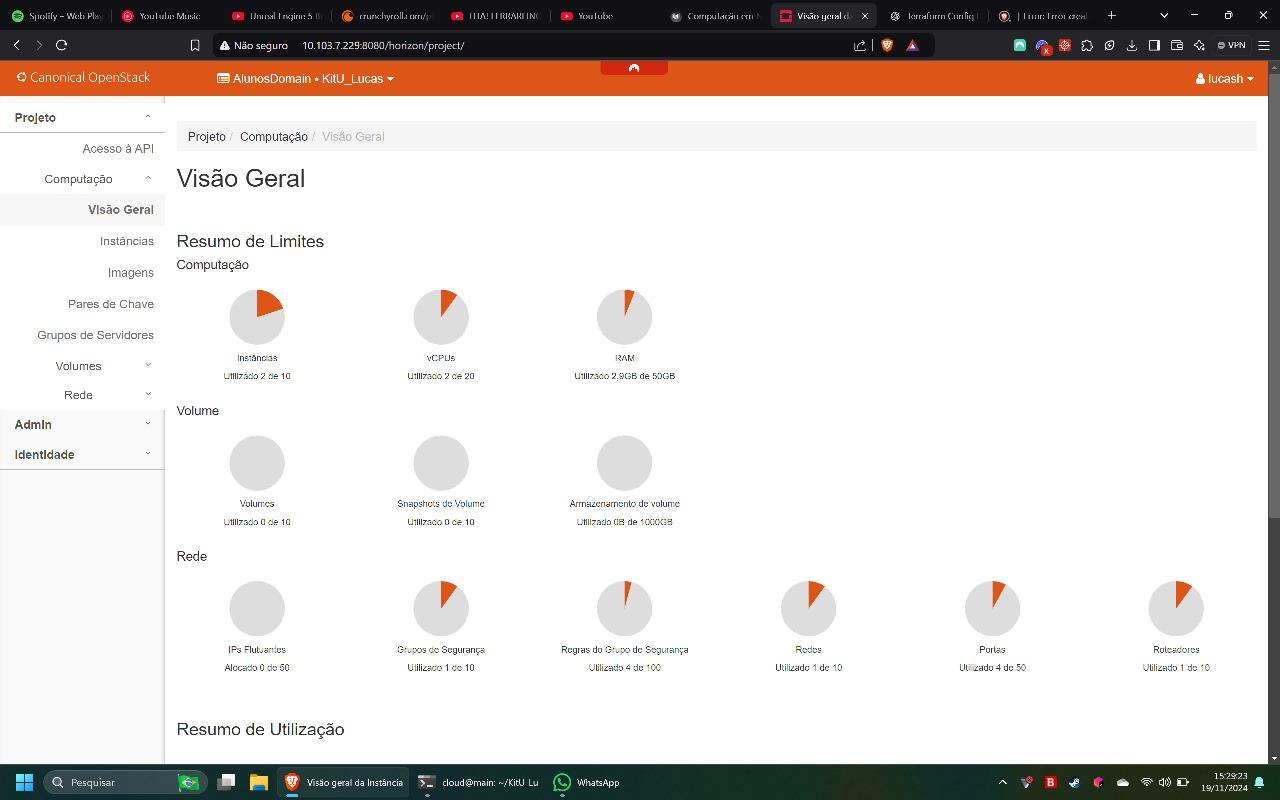 Spotify – Web Play
YouTube Music
Unreal Engine 5 B
crunchyroll.com/p
YouTube
Computação em N
Visão geral da
Terraform Config
Error: Error creat
Não seguro
10.103.7.229:8080/horizon/project/
VPN
Canonical OpenStack
AlunosDomain • KitU_Lucas
lucash
Projeto
Acesso à API
Computação
Visão Geral
Instâncias
Imagens
Pares de Chave
Grupos de Servidores
Volumes
Rede
Admin
Identidade
Projeto / Computação / Visão Geral
Visão Geral
Resumo de Limites
Computação
Instâncias
Utilizado 2 de 10
vCPUs
Utilizado 2 de 20
RAM
Utilizado 2,9GB de 50GB
Volume
Volumes
Utilizado 0 de 10
Snapshots de Volume
Utilizado 0 de 10
Armazenamento de volume
Utilizado 0B de 1000GB
Rede
IPs Flutuantes
Alocado 0 de 50
Grupos de Segurança
Utilizado 1 de 10
Regras do Grupo de Segurança
Utilizado 4 de 100
Redes
Utilizado 1 de 10
Portas
Utilizado 4 de 50
Roteadores
Utilizado 1 de 10
Resumo de Utilização
Pesquisar
Visão geral da Instância
cloud@main: ~/KitU_Lu
WhatsApp
15:29:23
19/11/2024